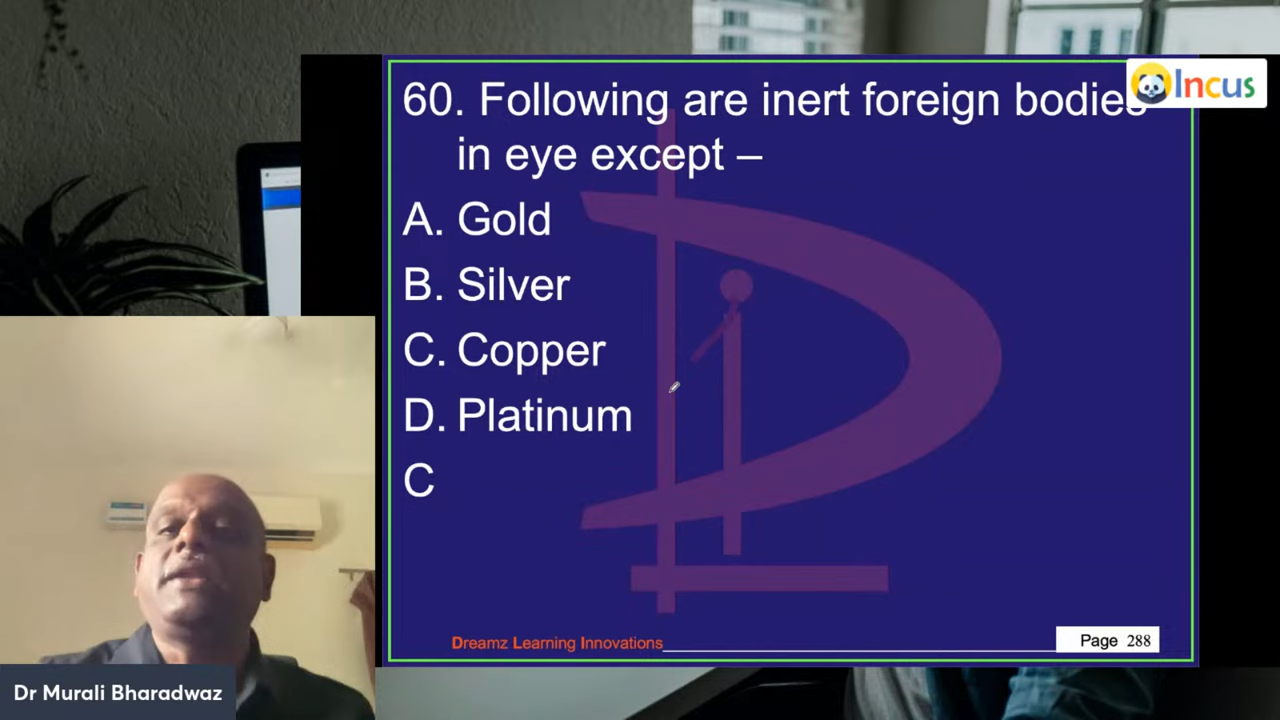 60. Following are inert foreign bodies
in eye except –
A. Gold
B. Silver
C. Copper
D. Platinum
C
Dreamz Learning Innovations
Page 288
Incus
Dr Murali Bharadwaz